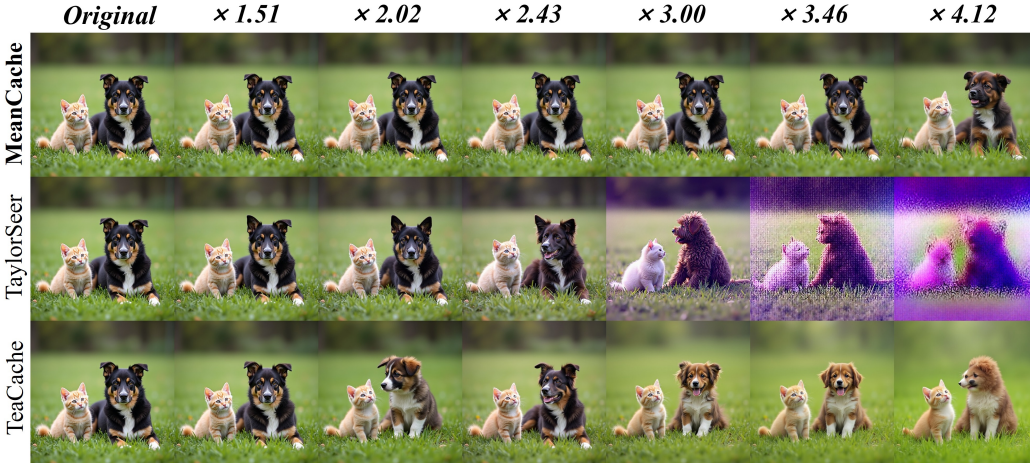 Original × 1.51 × 2.02 × 2.43 × 3.00 × 3.46 × 4.12
MeanCache
TaylorSeer
TeaCache